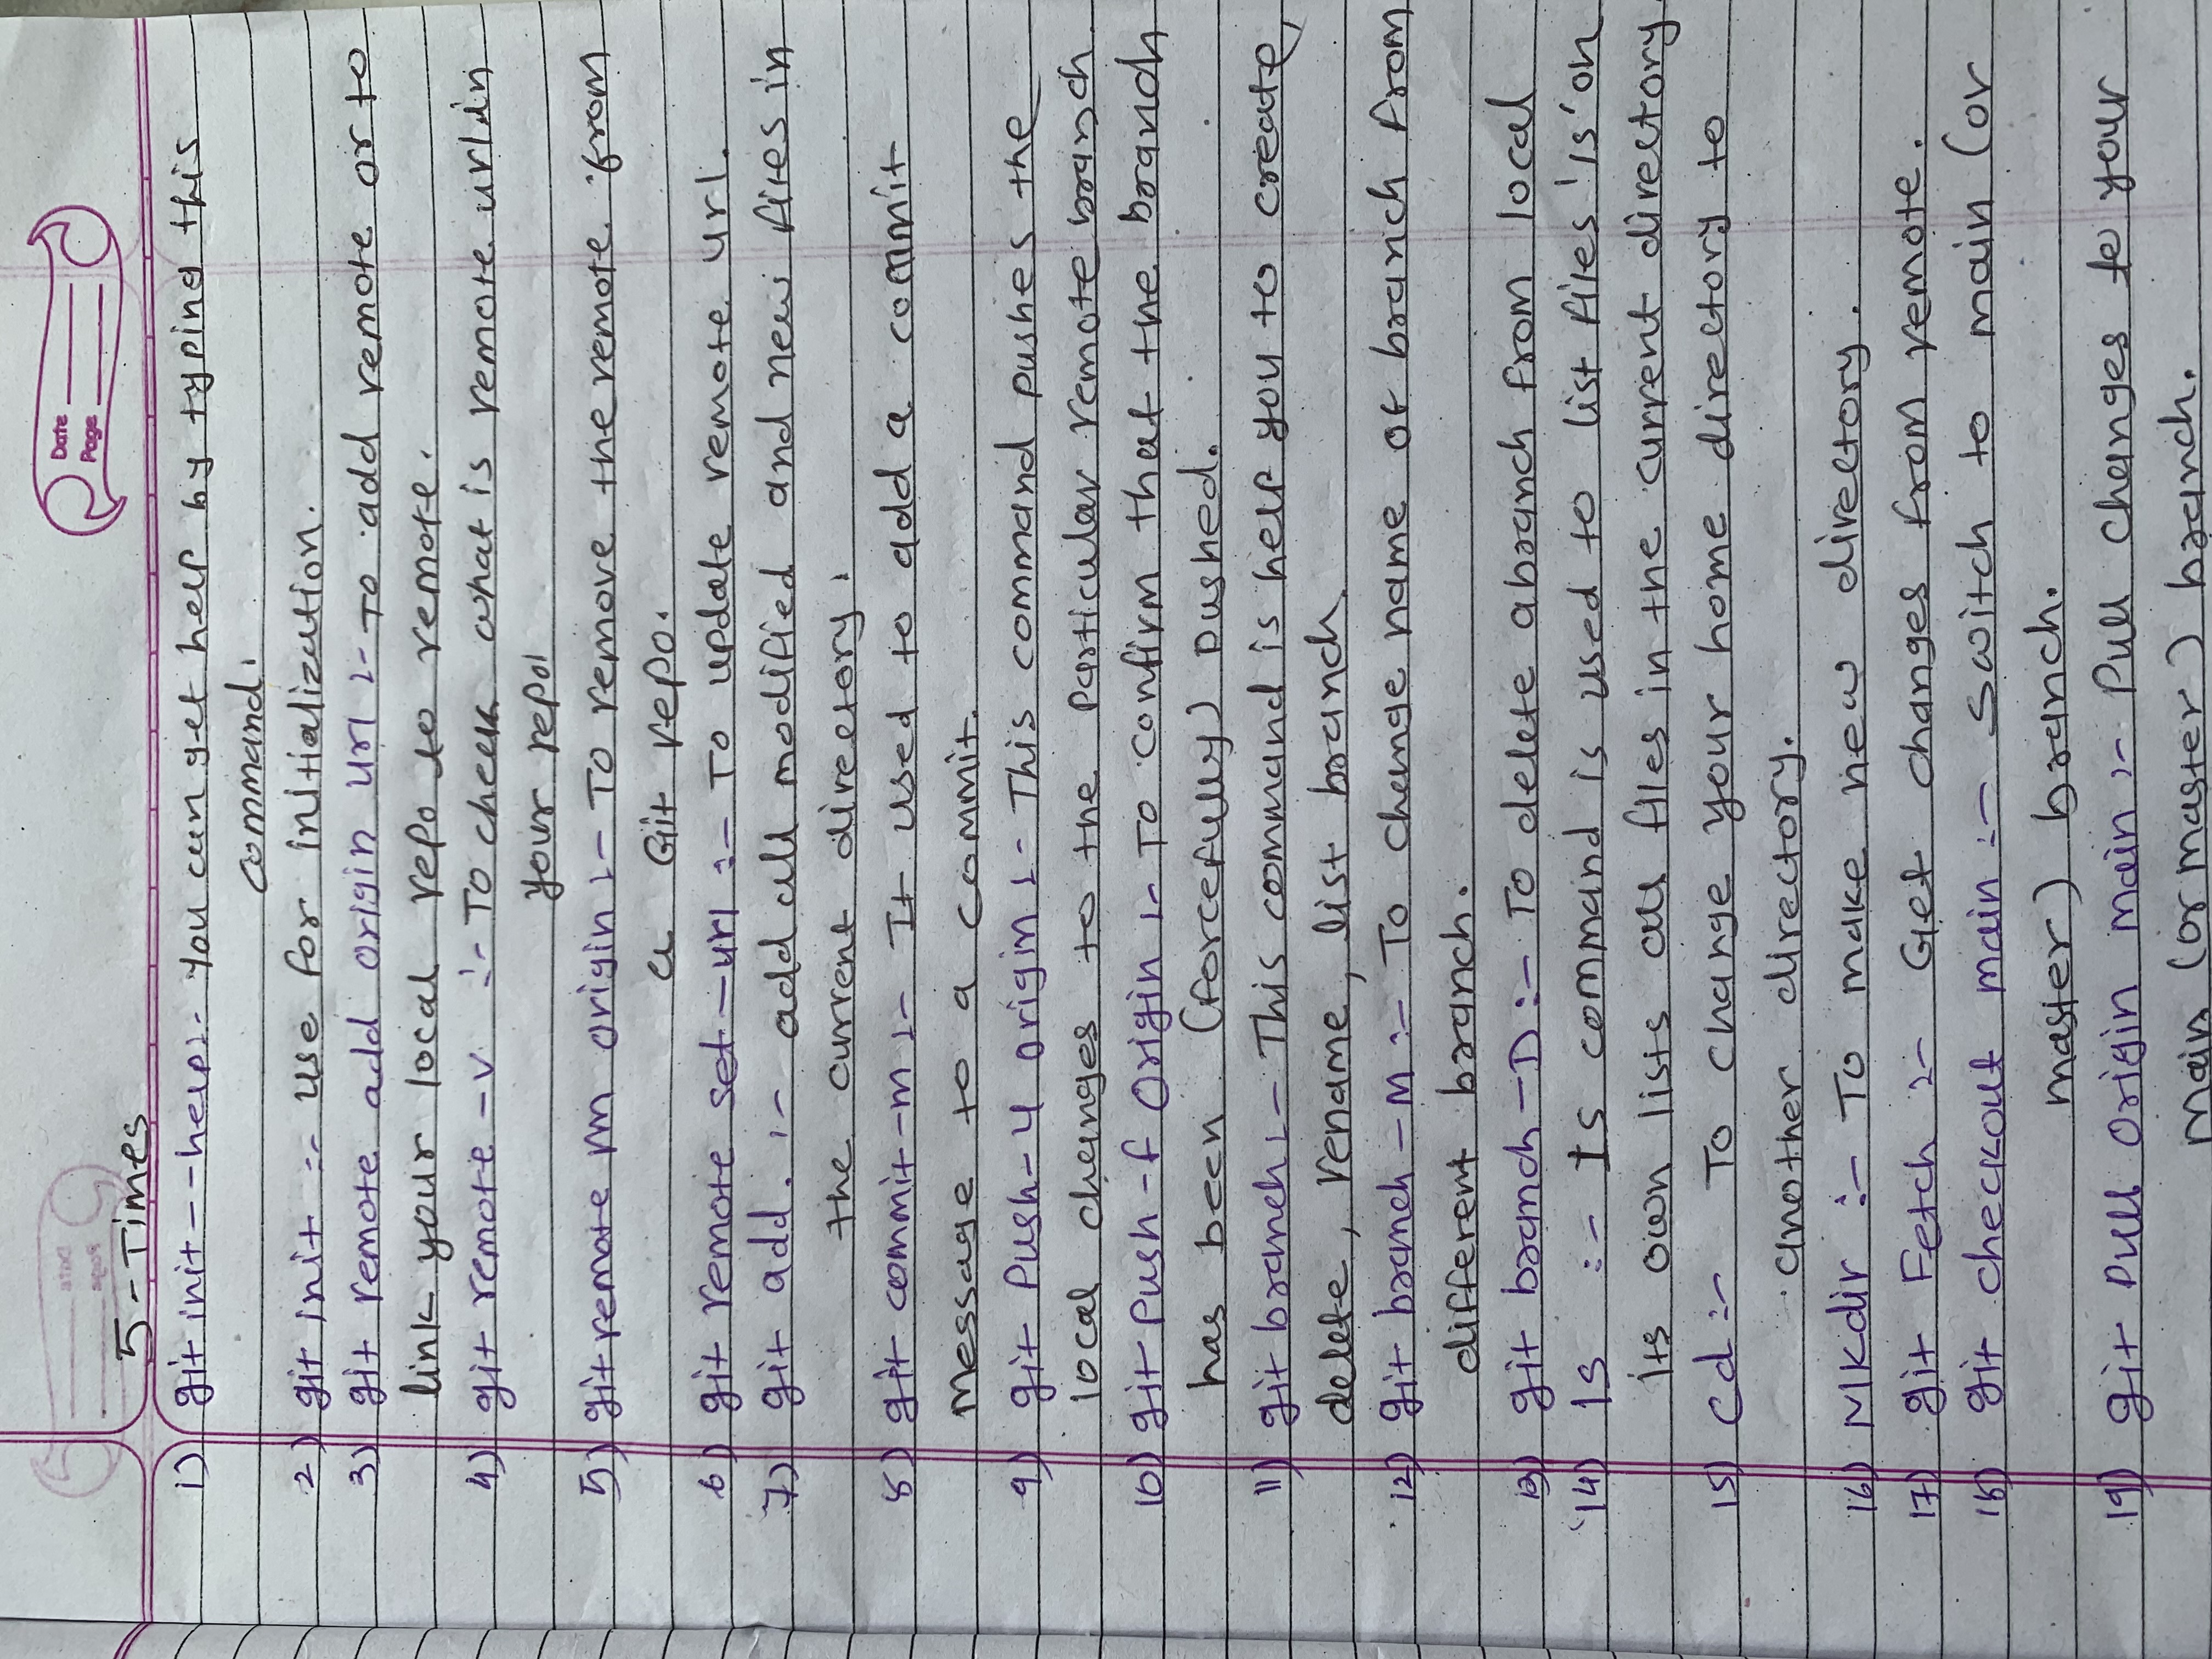 Date
Page
5-Times
1) git init--help:- You can get help by typing this
command.
2) git init :- use for initialization.
3) git remote add origin url :- To add remote or to
link your local repo to remote.
4) git remote -v :- To check what is remote url in
your repo.
5) git remote rm origin :- To remove the remote from
a Git repo.
6) git remote set-url :- To update remote url.
7) git add . :- add all modified and new files in
the current directory.
8) git commit -m :- It used to add a commit
message to a commit.
9) git Push -u origin :- This command pushes the
local changes to the particular remote branch
10) git push -f Origin :- To confirm that the branch
has been (forcefully) pushed.
11) git branch :- This command is help you to create,
delete, rename, list branch
12) git branch -M :- To change name of branch from
different branch.
13) git branch -D :- To delete a branch from local
14) ls :- ls command is used to list files 'ls' on
its own lists all files in the current directory
15) cd :- To change your home directory to
another directory.
16) Mkdir :- To make new directory.
17) git Fetch :- Get changes from remote.
18) git checkout main :- Switch to main (or
master) branch.
19) git Pull origin main :- Pull changes to your
main (or master) branch.